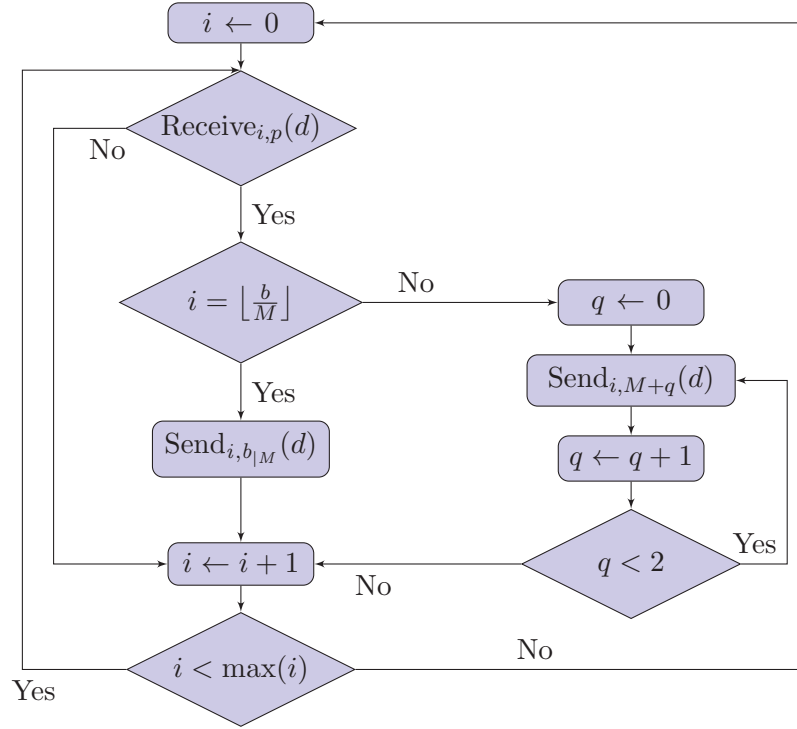 i ← 0
Receive_{i,p}(d)
No
Yes
i = ⌊b/M⌋
No
q ← 0
Send_{i,M+q}(d)
Yes
Send_{i,b_{|M}}(d)
q ← q + 1
i ← i + 1
q < 2
Yes
No
i < max(i)
No
Yes